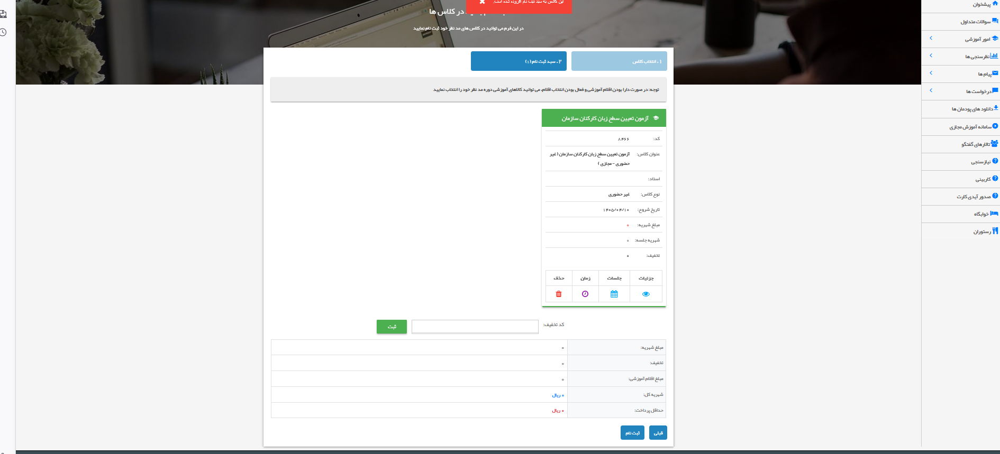 این کلاس به سبد ثبت نام افزوده شده است.
در کلاس ها
در این فرم می توانید در کلاس های مد نظر خود ثبت نام نمایید
۱ . انتخاب کلاس
۲ . سبد ثبت نام (۱)
توجه: در صورت دارا بودن اقلام آموزشی و فعال بودن انتخاب اقلام، می توانید کالاهای آموزشی دوره مد نظر خود را انتخاب نمایید
آزمون تعیین سطح زبان کارکنان سازمان
کد: ۸۴۶۶
عنوان کلاس: آزمون تعیین سطح زبان کارکنان سازمان ( غیر
حضوری - مجازی )
استاد:
نوع کلاس: غیر حضوری
تاریخ شروع: ۱۴۰۵/۰۴/۱۰
مبلغ شهریه: ۰
شهریه جلسه: ۰
تخفیف: ۰
جزئیات جلسات زمان حذف
کد تخفیف:
ثبت
مبلغ شهریه: ۰
تخفیف: ۰
مبلغ اقلام آموزشی: ۰
شهریه کل: ۰ ریال
حداقل پرداخت: ۰ ریال
قبلی
ثبت نام
پیشخوان
سوالات متداول
امور آموزشی
نظرسنجی ها
پیام ها
درخواست ها
دانلود های پودمان ها
سامانه آموزش مجازی
تالارهای گفتگو
نیازسنجی
کاربینی
صدور آیدی کارت
خوابگاه
رستوران